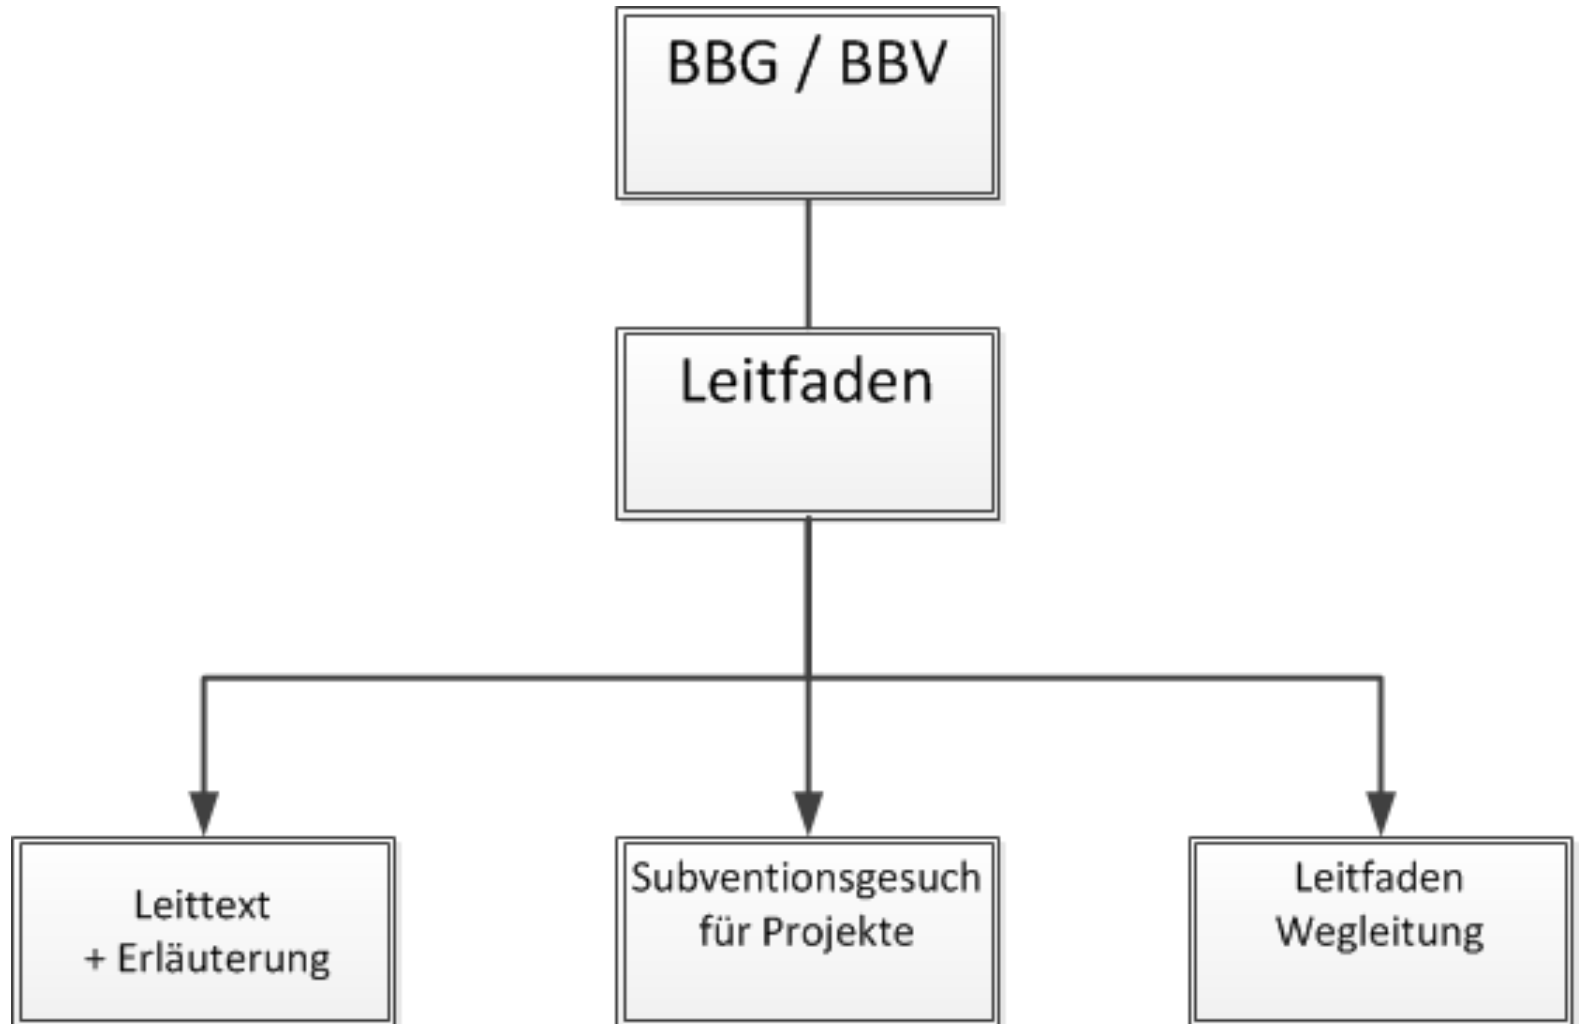 BBG / BBV
Leitfaden
Leittext
+ Erläuterung
Subventionsgesuch
für Projekte
Leitfaden
Wegleitung